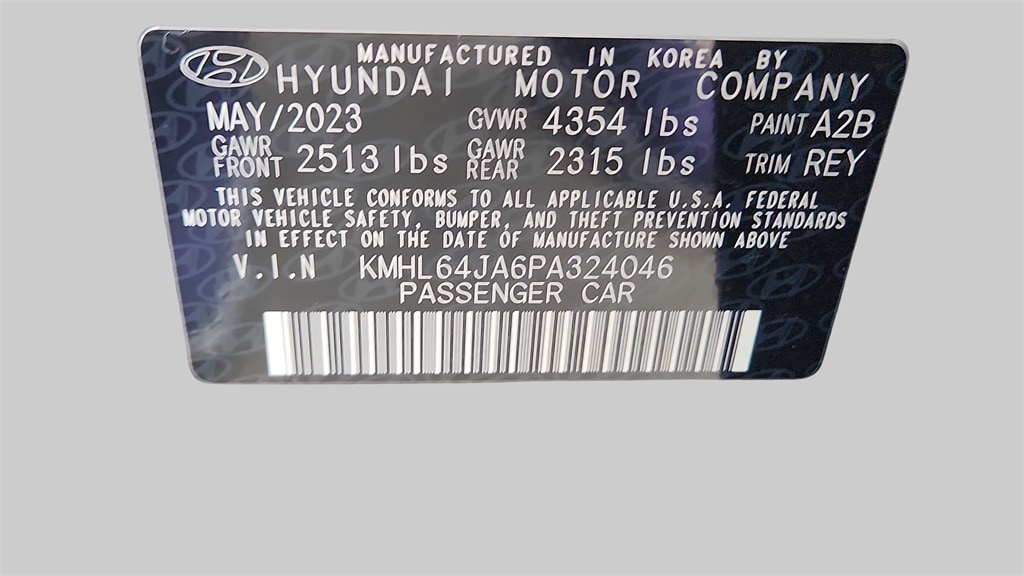 MANUFACTURED IN KOREA BY
HYUNDAI MOTOR COMPANY
MAY/2023 GVWR 4354 lbs PAINT A2B
GAWR FRONT 2513 lbs GAWR REAR 2315 lbs TRIM REY
THIS VEHICLE CONFORMS TO ALL APPLICABLE U.S.A. FEDERAL
MOTOR VEHICLE SAFETY, BUMPER, AND THEFT PREVENTION STANDARDS
IN EFFECT ON THE DATE OF MANUFACTURE SHOWN ABOVE
V.I.N KMHL64JA6PA324046
PASSENGER CAR